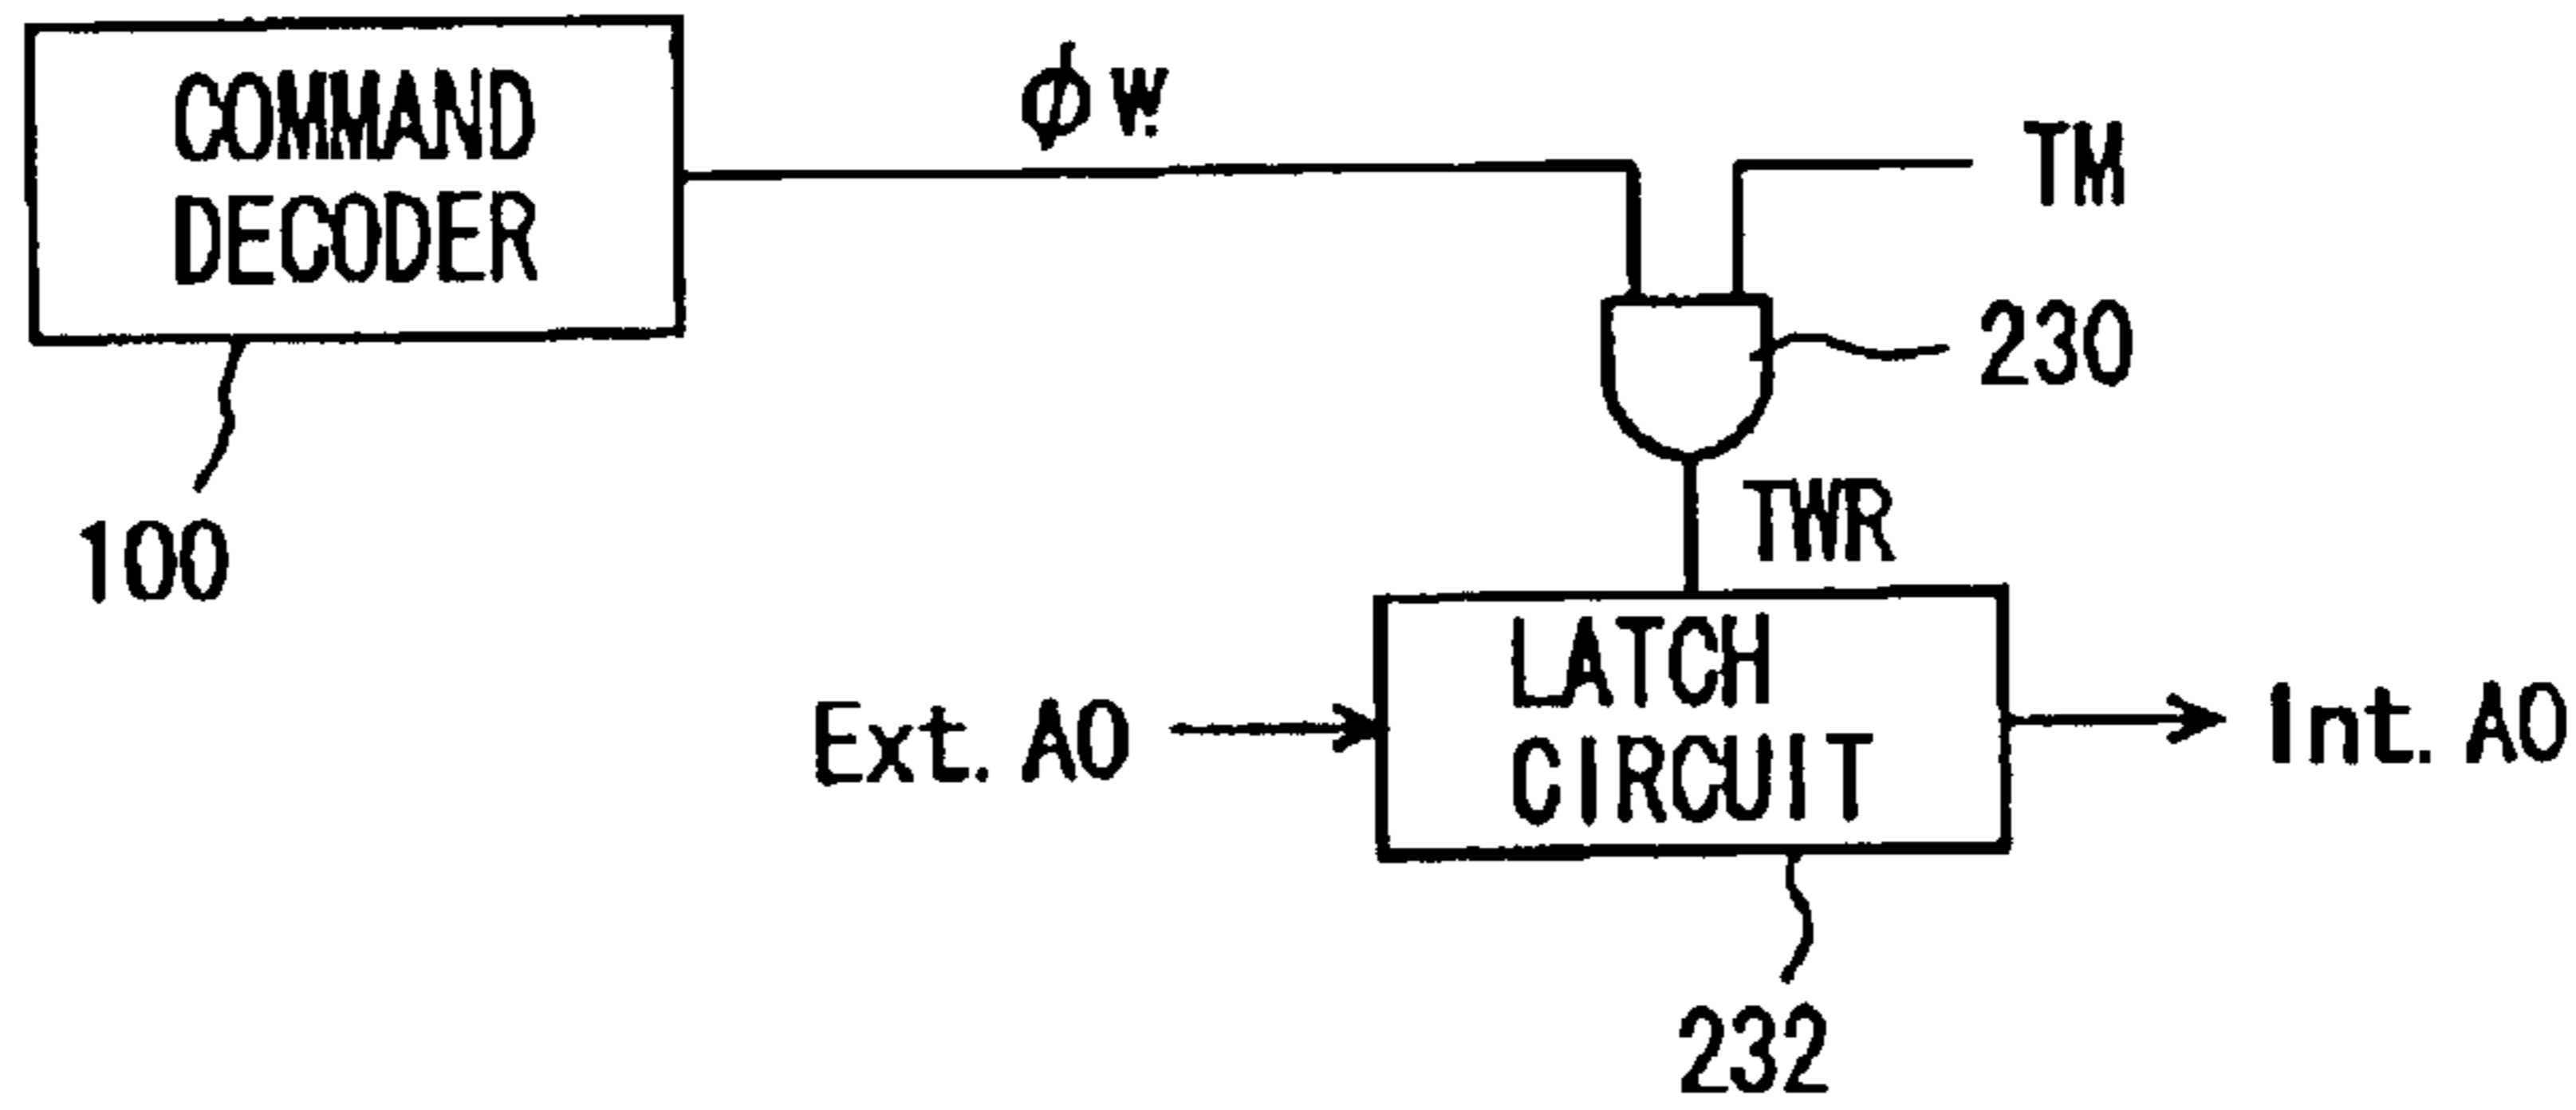 COMMAND
DECODER
100
φW
TM
230
TWR
LATCH
CIRCUIT
Ext. A0
Int. A0
232